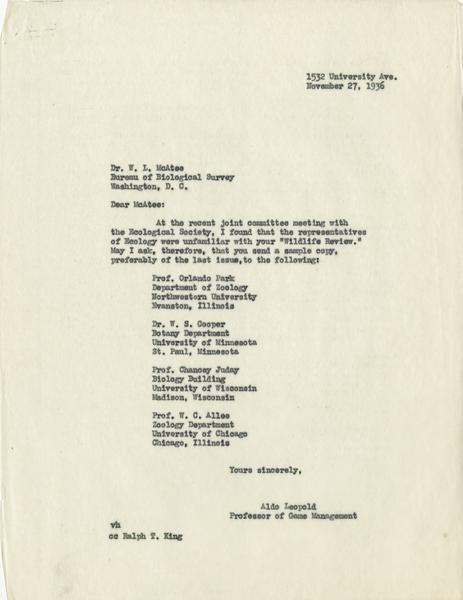 1532 University Ave.
November 27, 1936
Dr. W. L. McAtee
Bureau of Biological Survey
Washington, D. C.
Dear McAtee:
At the recent joint committee meeting with
the Ecological Society, I found that the representatives
of Ecology were unfamiliar with your "Wildlife Review."
May I ask, therefore, that you send a sample copy,
preferably of the last issue,to the following:
Prof. Orlando Park
Department of Zoology
Northwestern University
Evanston, Illinois
Dr. W. S. Cooper
Botany Department
University of Minnesota
St. Paul, Minnesota
Prof. Chancey Juday
Biology Building
University of Wisconsin
Madison, Wisconsin
Prof. W. C. Allee
Zoology Department
University of Chicago
Chicago, Illinois
Yours sincerely,
Aldo Leopold
Professor of Game Management
vh
cc Ralph T. King